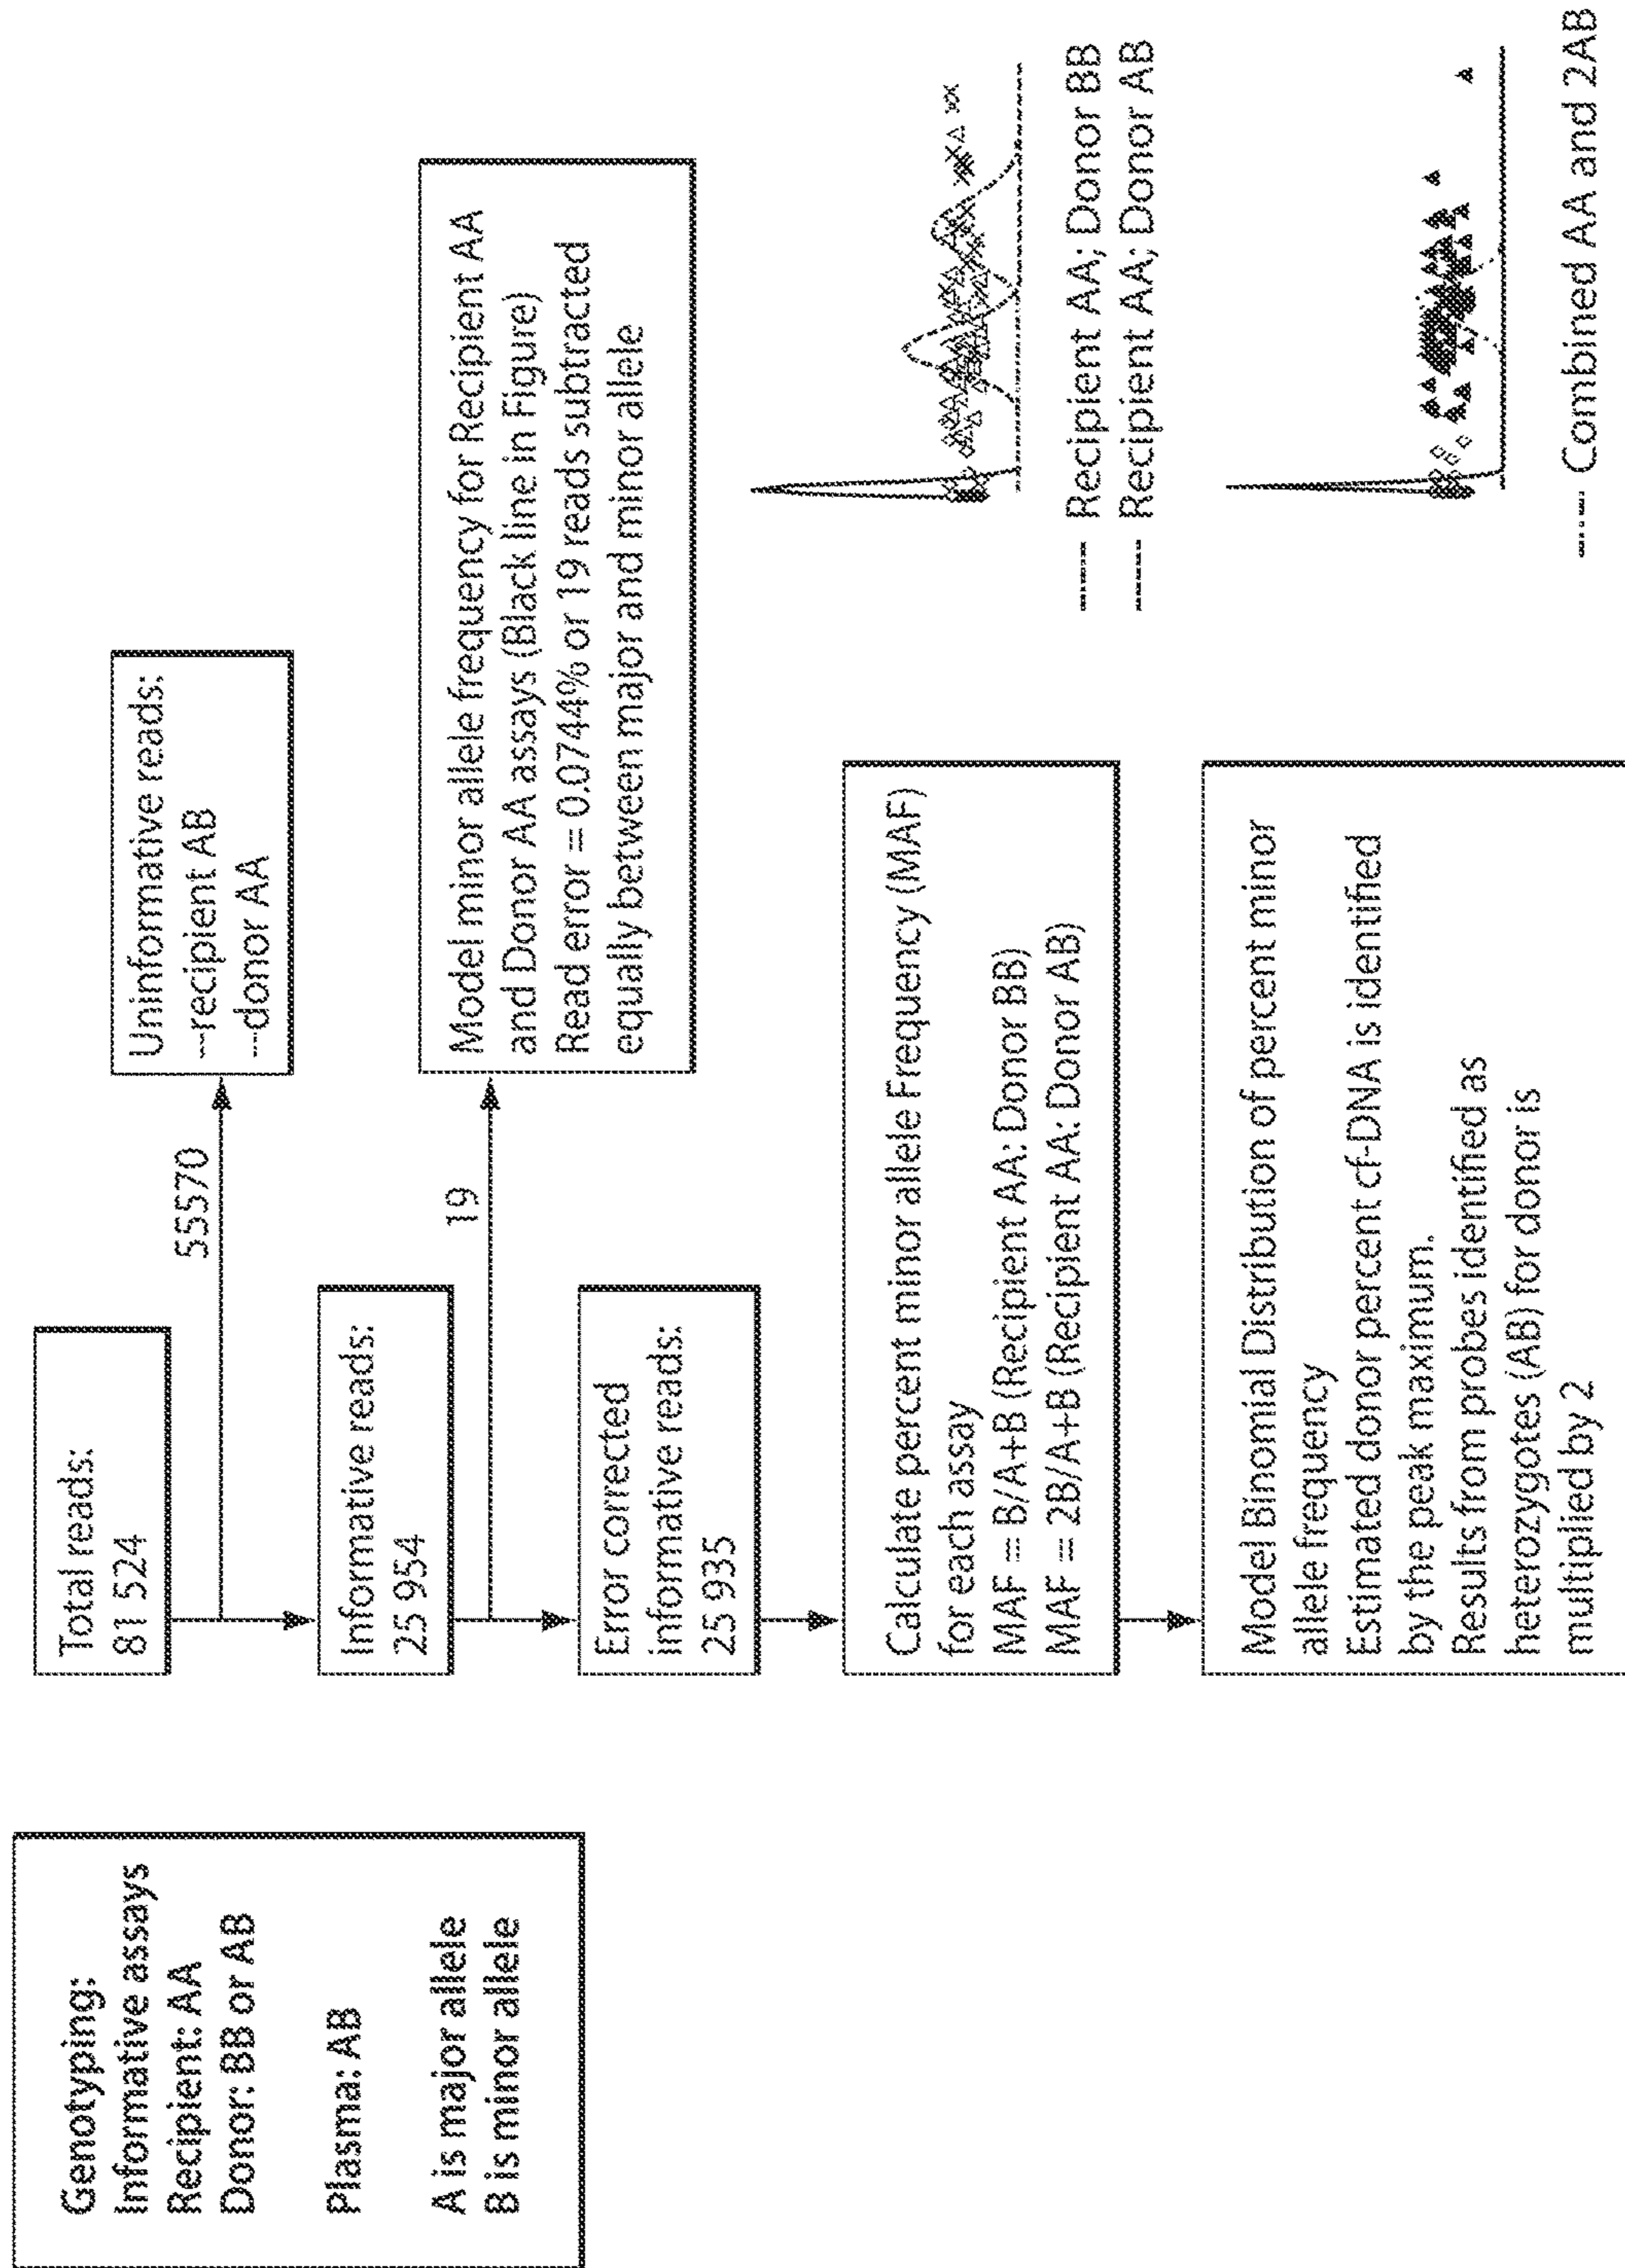 Genotyping:
Informative assays
Recipient: AA
Donor: BB or AB
Plasma: AB
A is major allele
B is minor allele
Total reads:
81 524
55570
Uninformative reads:
--recipient AB
--donor AA
Informative reads:
25 954
19
Model minor allele frequency for Recipient AA
and Donor AA assays (Black line in Figure)
Read error = 0.0744% or 19 reads subtracted
equally between major and minor allele
Error corrected
informative reads:
25 935
Calculate percent minor allele Frequency (MAF)
for each assay
MAF = B/A+B (Recipient AA: Donor BB)
MAF = 2B/A+B (Recipient AA: Donor AB)
Model Binomial Distribution of percent minor
allele frequency
Estimated donor percent cf-DNA is identified
by the peak maximum.
Results from probes identified as
heterozygotes (AB) for donor is
multiplied by 2
Recipient AA; Donor BB
Recipient AA; Donor AB
Combined AA and 2AB